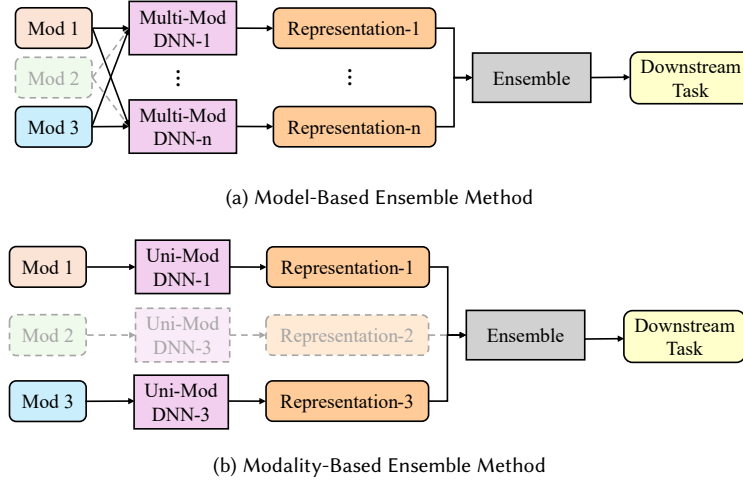 Mod 1
Multi-Mod
DNN-1
Representation-1
Mod 2
⋮
⋮
Ensemble
Downstream
Task
Mod 3
Multi-Mod
DNN-n
Representation-n
(a) Model-Based Ensemble Method
Mod 1
Uni-Mod
DNN-1
Representation-1
Mod 2
Uni-Mod
DNN-3
Representation-2
Ensemble
Downstream
Task
Mod 3
Uni-Mod
DNN-3
Representation-3
(b) Modality-Based Ensemble Method